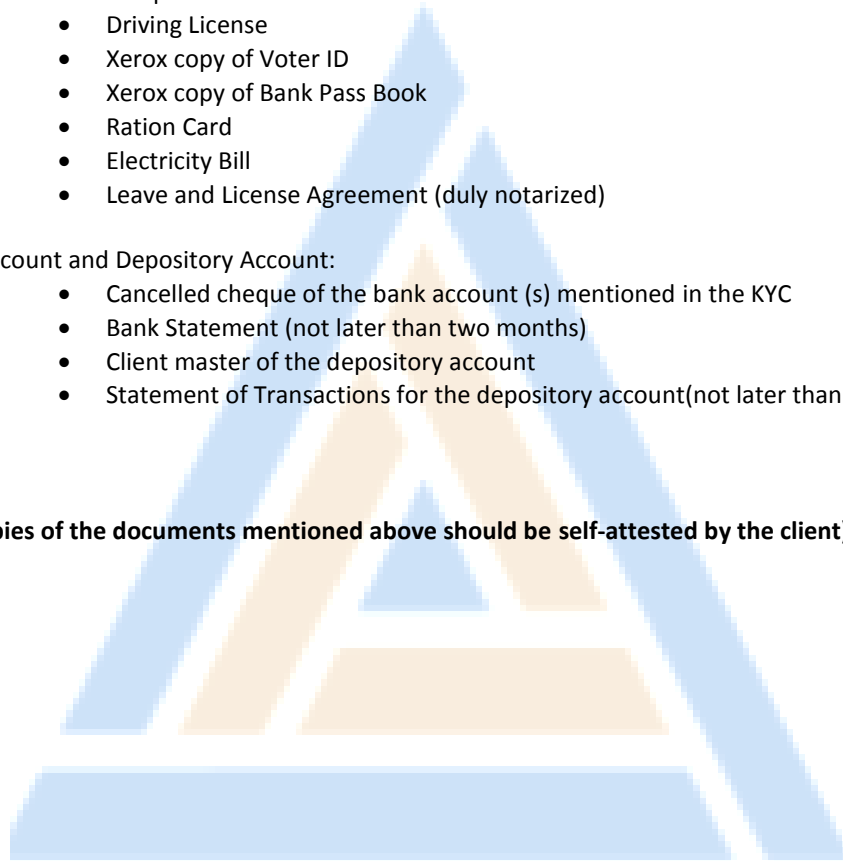 • Driving License
• Xerox copy of Voter ID
• Xerox copy of Bank Pass Book
• Ration Card
• Electricity Bill
• Leave and License Agreement (duly notarized)
count and Depository Account:
• Cancelled cheque of the bank account (s) mentioned in the KYC
• Bank Statement (not later than two months)
• Client master of the depository account
• Statement of Transactions for the depository account(not later than
pies of the documents mentioned above should be self-attested by the client)